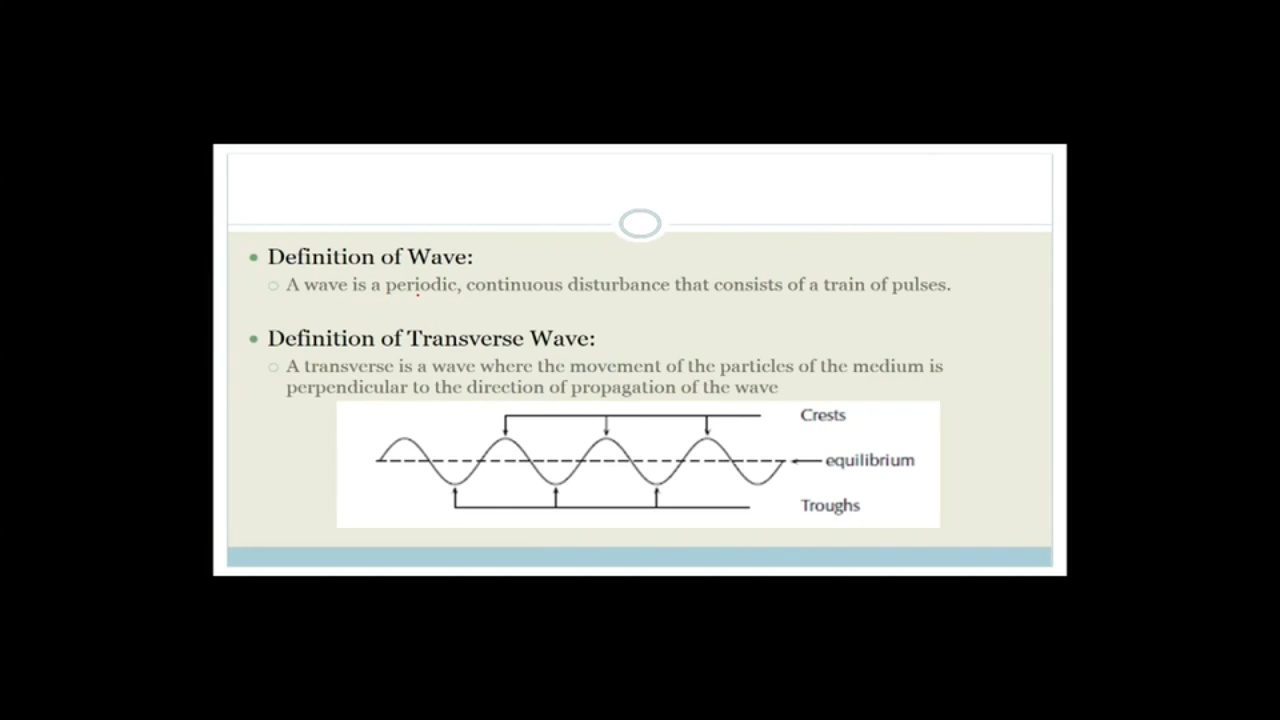 Definition of Wave:
A wave is a periodic, continuous disturbance that consists of a train of pulses.
Definition of Transverse Wave:
A transverse is a wave where the movement of the particles of the medium is
perpendicular to the direction of propagation of the wave
Crests
equilibrium
Troughs